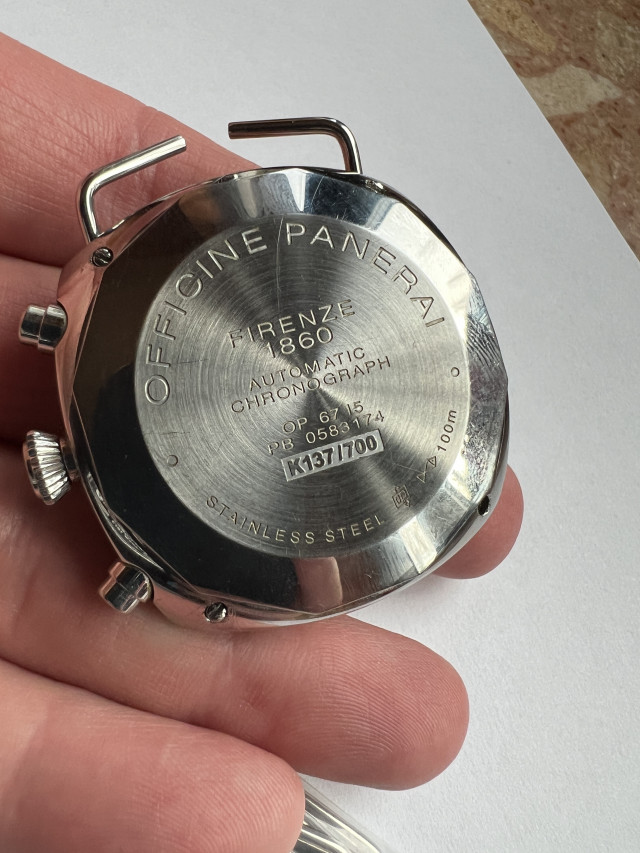 OFFICINE PANERAI
FIRENZE
1860
AUTOMATIC
CHRONOGRAPH
OP 6715
PB 0583174
K137/700
100m
STAINLESS STEEL